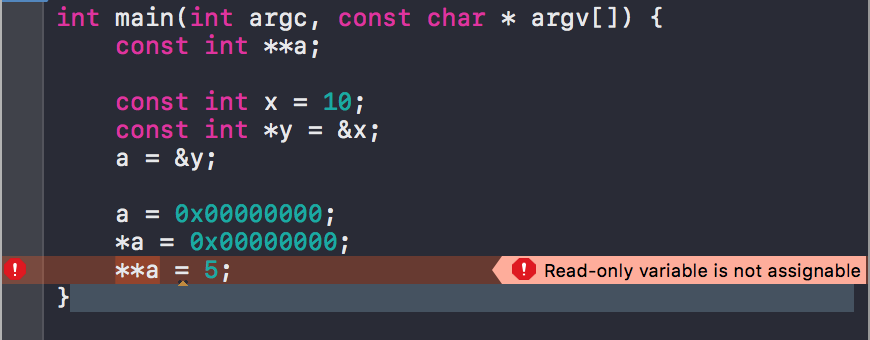 int main(int argc, const char * argv[]) {
const int **a;
const int x = 10;
const int *y = &x;
a = &y;
a = 0x00000000;
*a = 0x00000000;
**a = 5; Read-only variable is not assignable
}